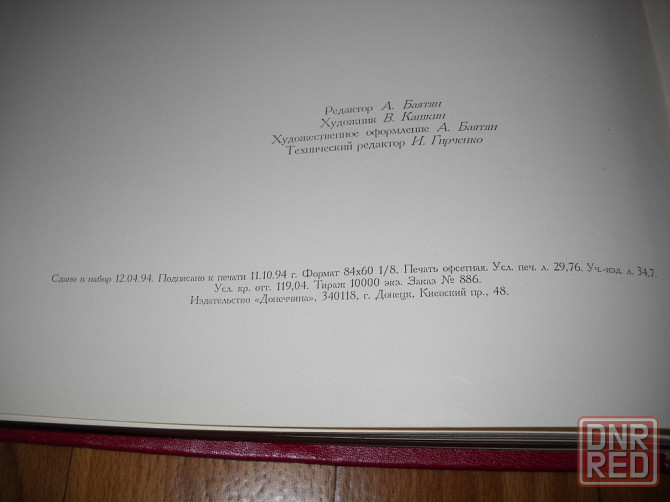 Редактор А. Баятян
Художник В. Капкин
Художественное оформление А. Баятян
Технический редактор И. Гирченко
Сдано в набор 12.04.94. Подписано к печати 11.10.94 г. Формат 84х60 1/8. Печать офсетная. Усл. печ. л. 29,76. Уч.-изд. л. 34,7.
Усл. кр. отт. 119,04. Тираж 10000 экз. Заказ № 886.
Издательство «Донеччина», 340118, г. Донецк, Киевский пр., 48.
DNR
RED